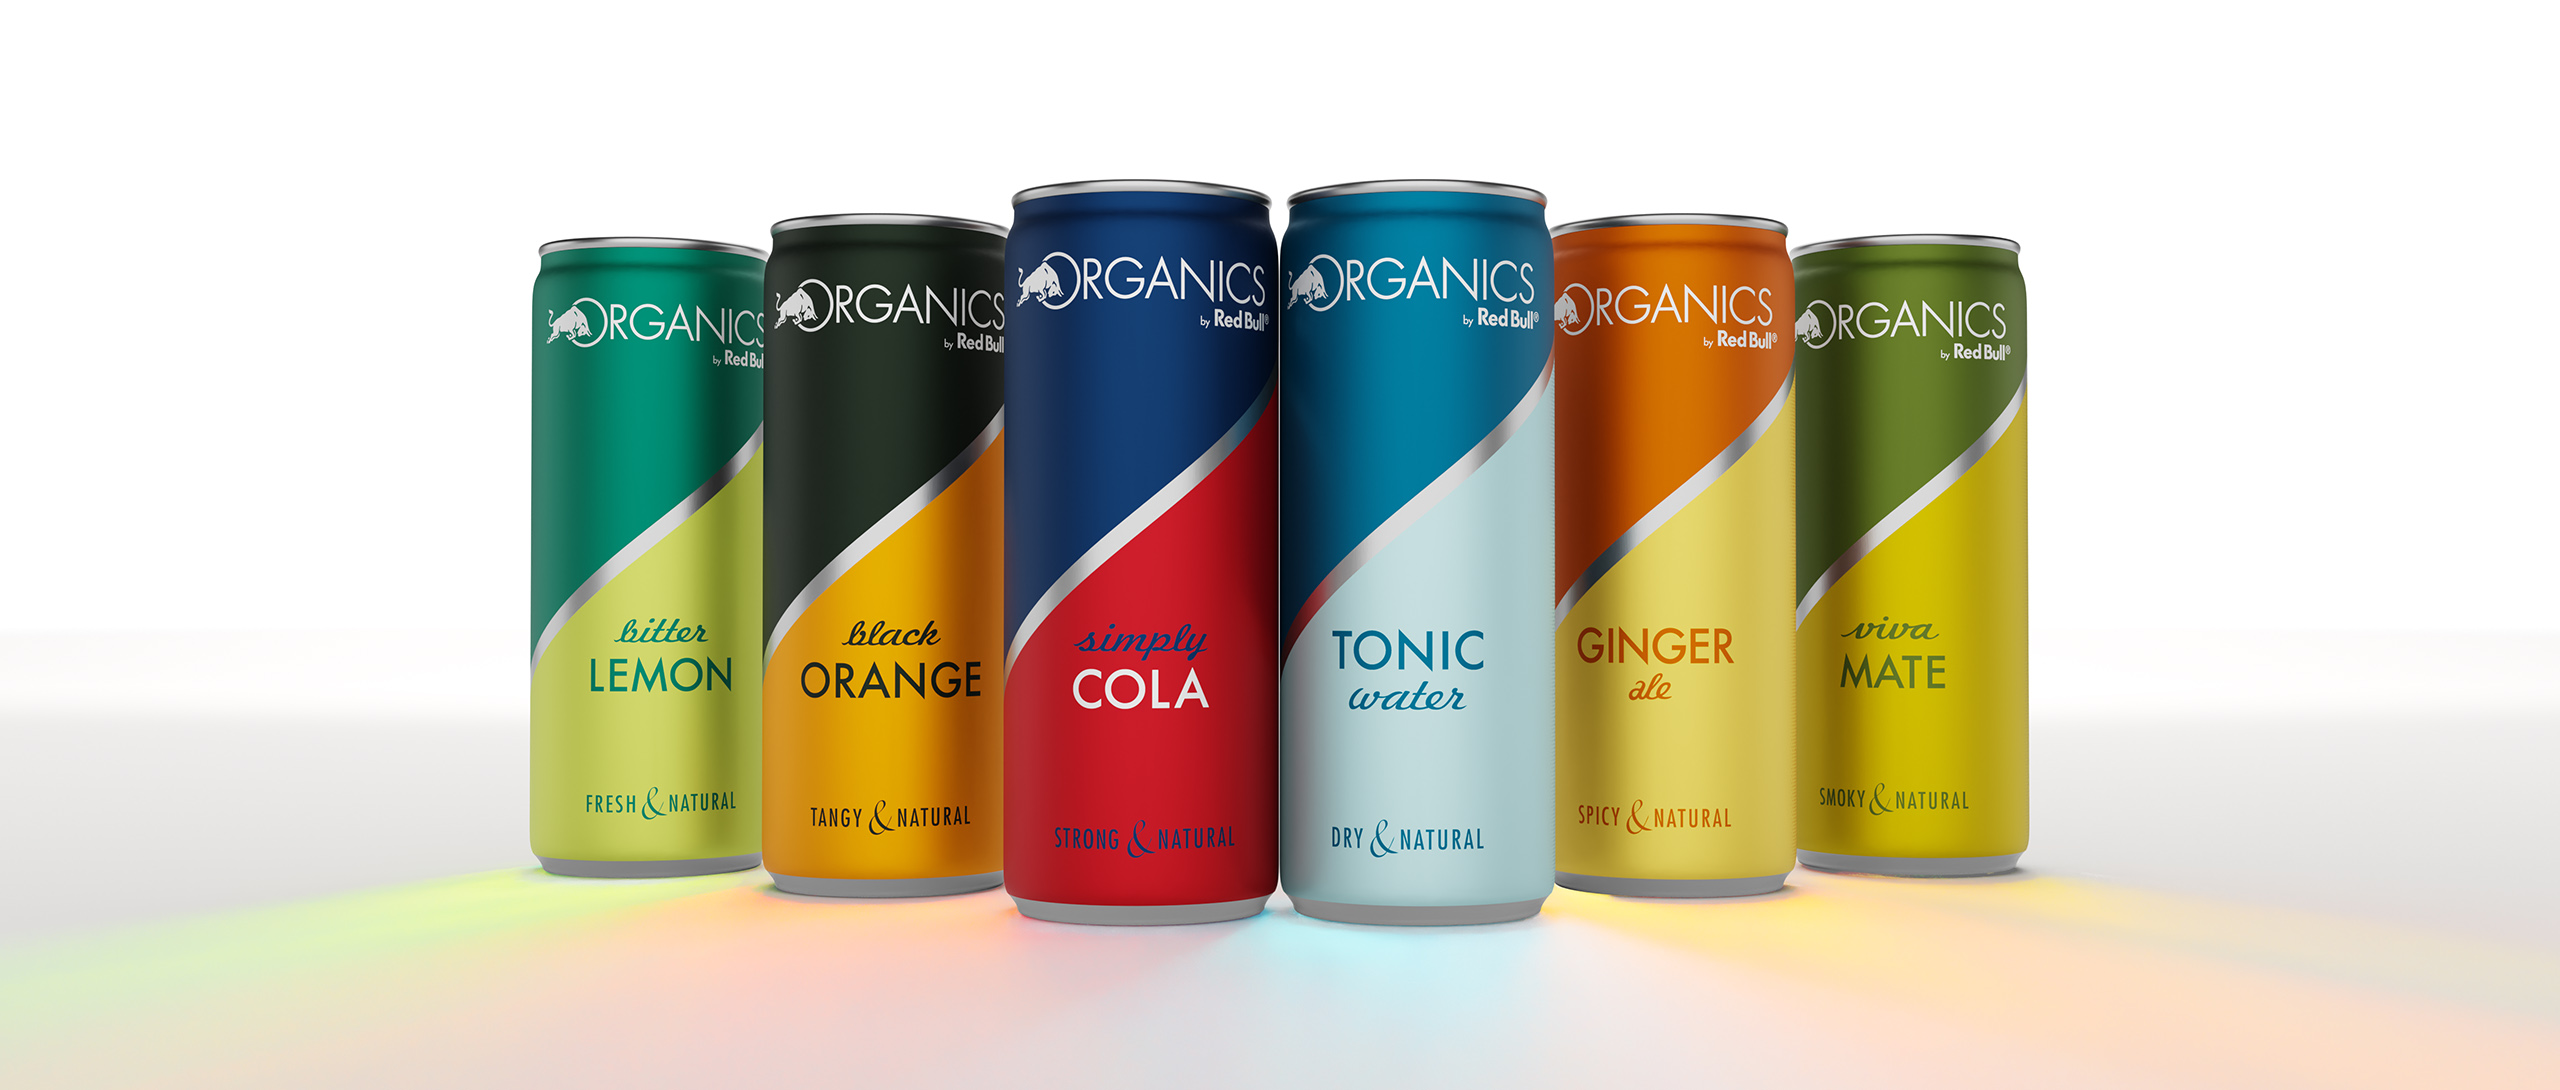 ORGANICS
by Red Bull
bitter
LEMON
FRESH & NATURAL
ORGANICS
by Red Bull
black
ORANGE
TANGY & NATURAL
ORGANICS
by Red Bull®
simply
COLA
STRONG & NATURAL
ORGANICS
by Red Bull®
TONIC
water
DRY & NATURAL
ORGANICS
by Red Bull®
GINGER
ale
SPICY & NATURAL
ORGANICS
by Red Bull®
viva
MATE
SMOKY & NATURAL